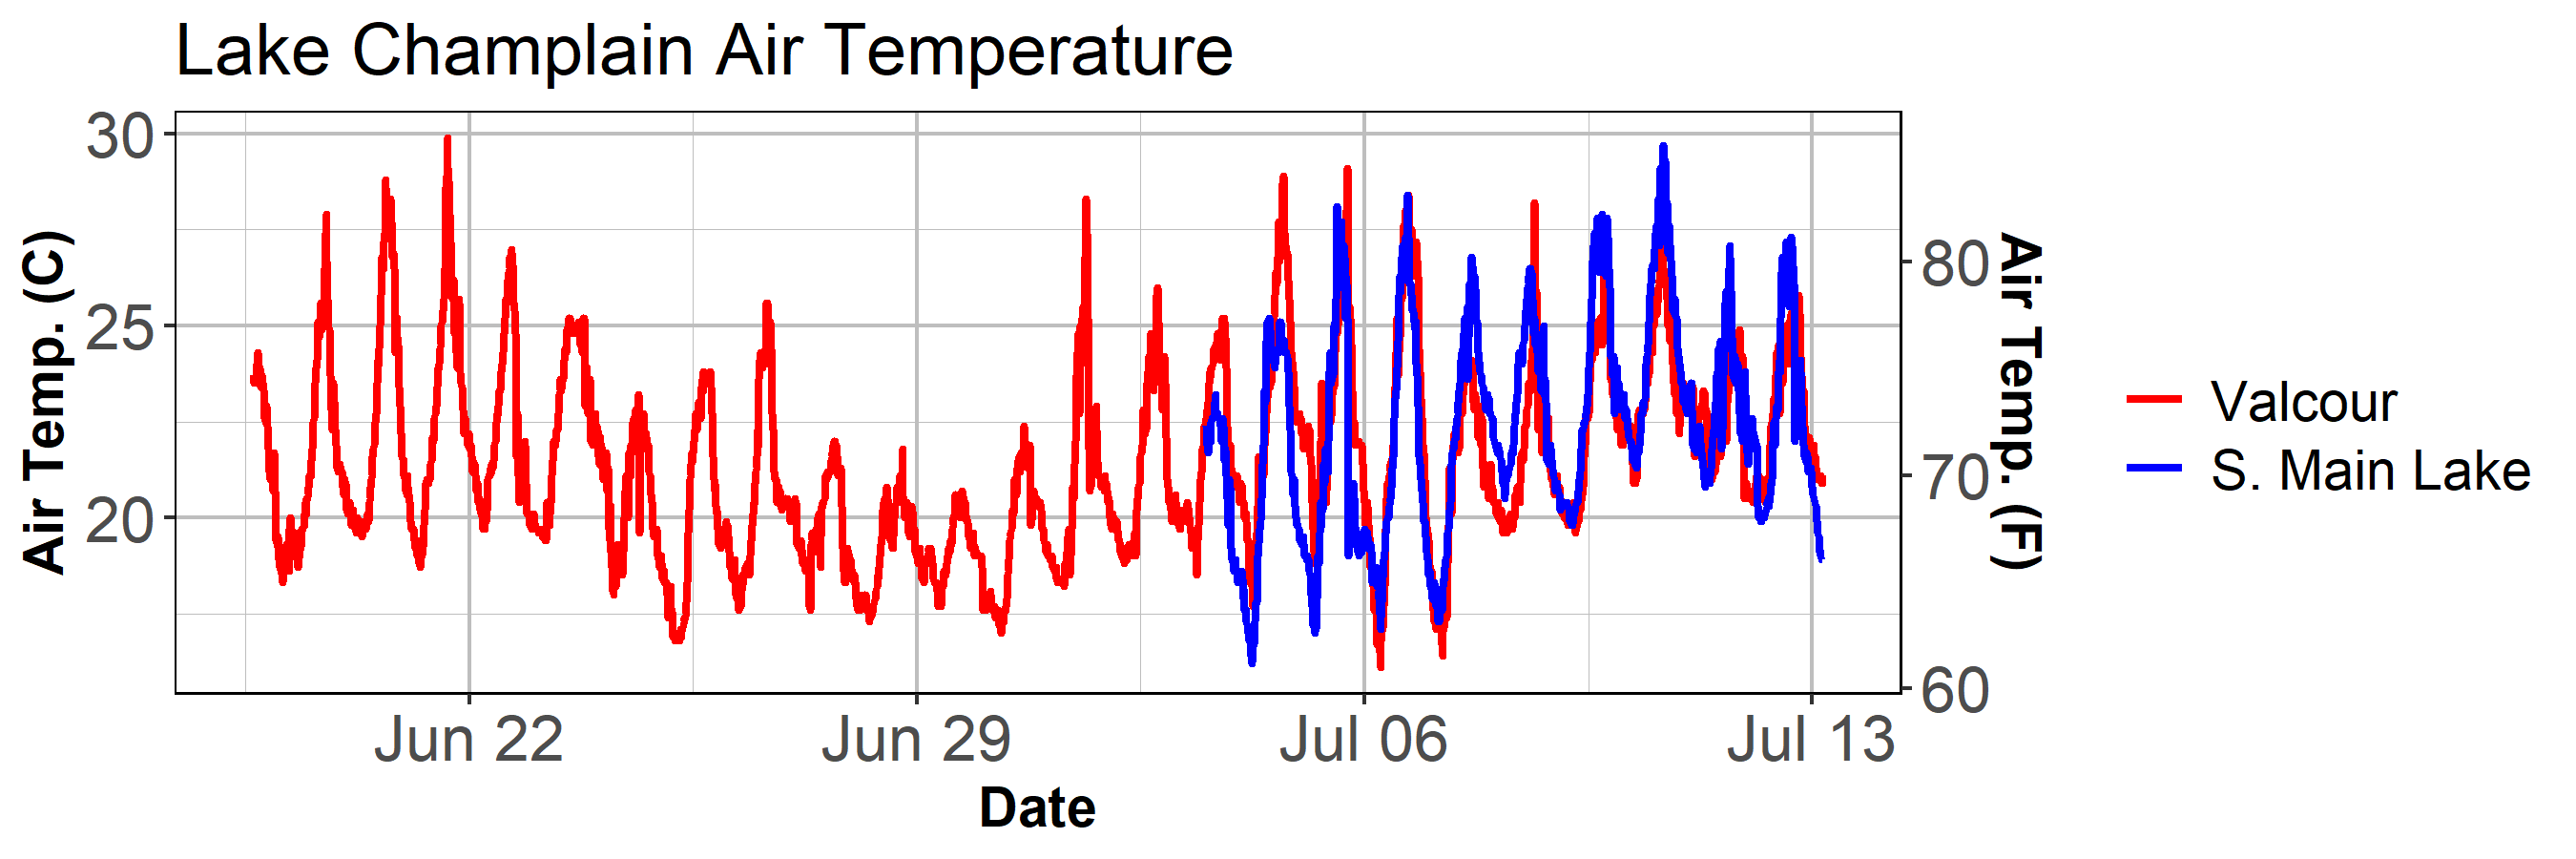 Lake Champlain Air Temperature
Air Temp. (C)
30
25
20
80
70
60
Air Temp. (F)
Jun 22
Jun 29
Jul 06
Jul 13
Date
Valcour
S. Main Lake